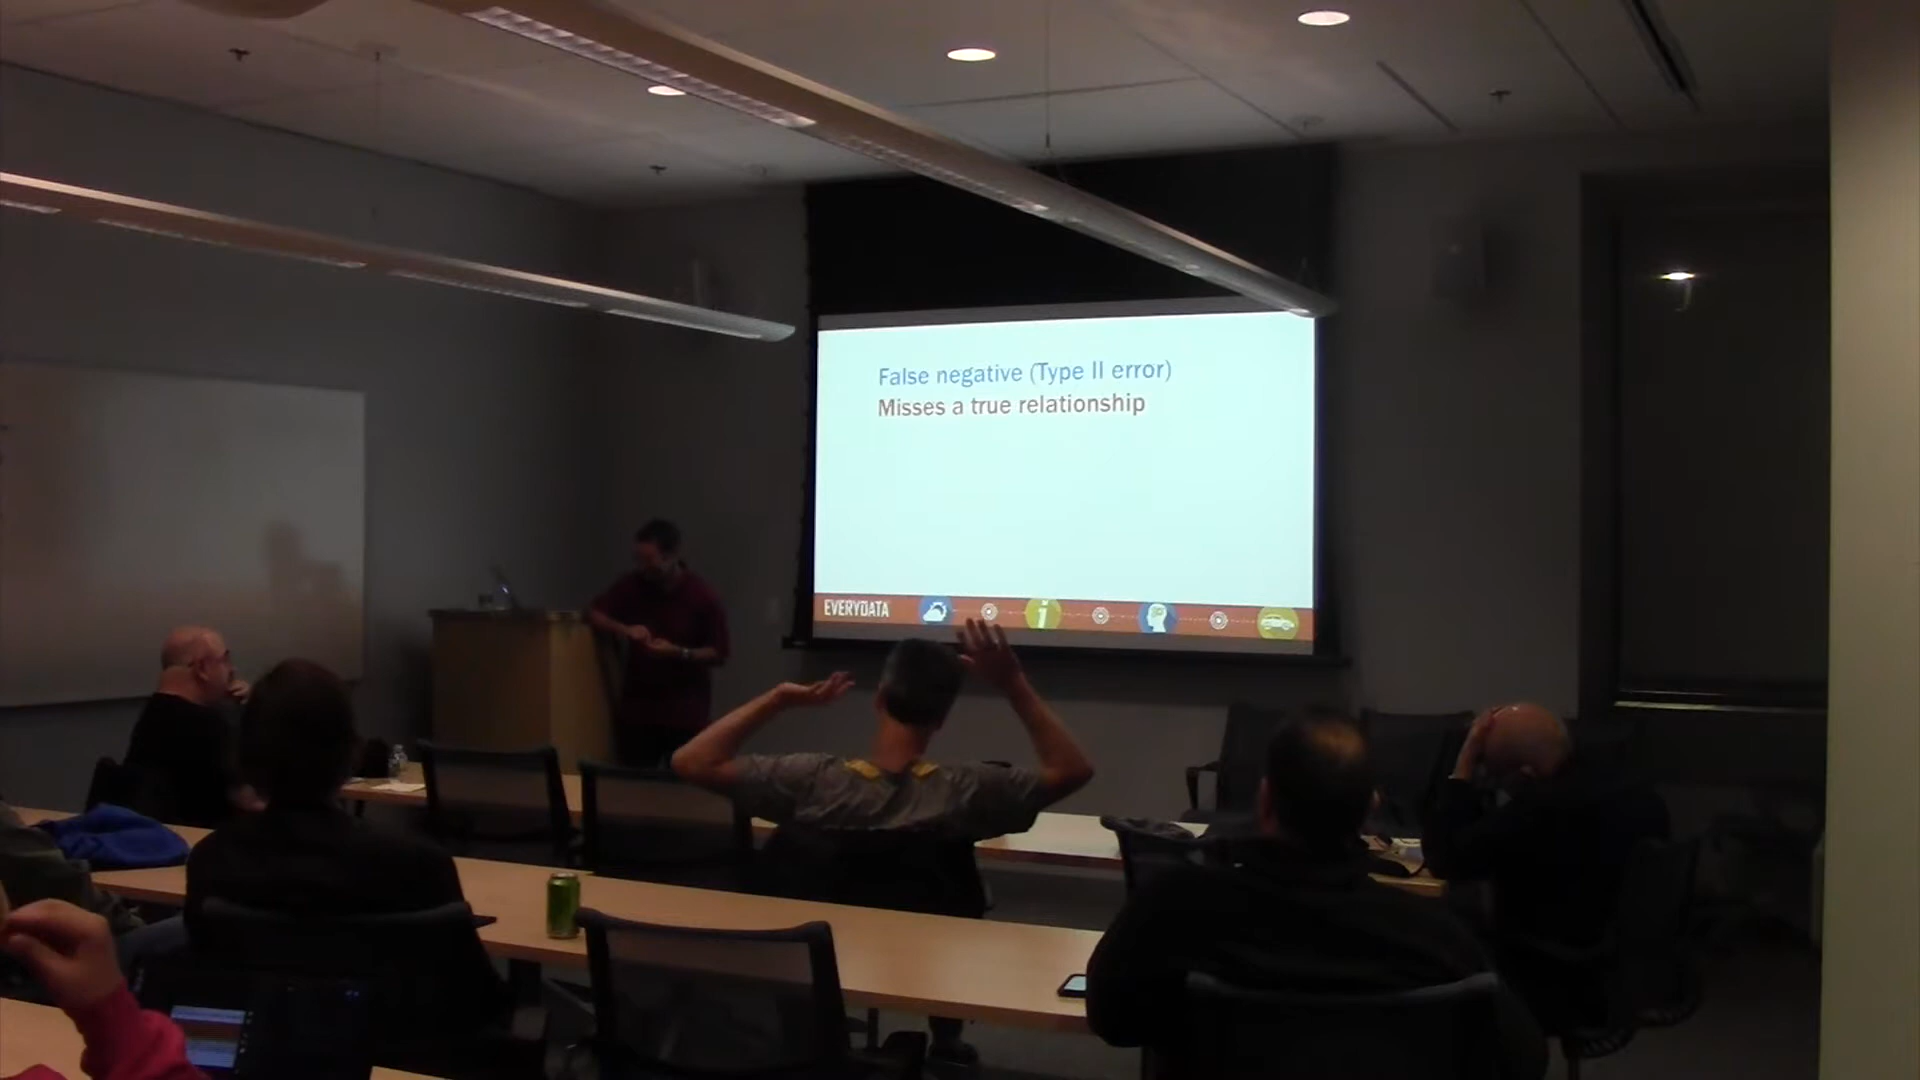 False negative (Type II error)
Misses a true relationship
EVERYDATA